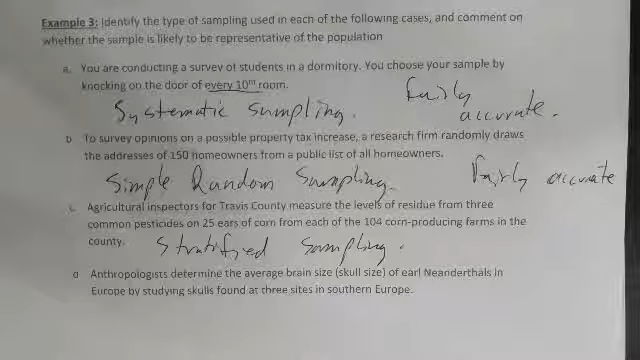 Example 3: Identify the type of sampling used in each of the following cases, and comment on
whether the sample is likely to be representative of the population
a. You are conducting a survey of students in a dormitory. You choose your sample by
knocking on the door of every 10th room.
fairly
Systematic Sampling. accurate.
b To survey opinions on a possible property tax increase, a research firm randomly draws
the addresses of 150 homeowners from a public list of all homeowners.
Simple Random Sampling. Fairly accurate
c. Agricultural inspectors for Travis County measure the levels of residue from three
common pesticides on 25 ears of corn from each of the 104 corn-producing farms in the
county.
Stratified Sampling.
d Anthropologists determine the average brain size (skull size) of earl Neanderthals in
Europe by studying skulls found at three sites in southern Europe.